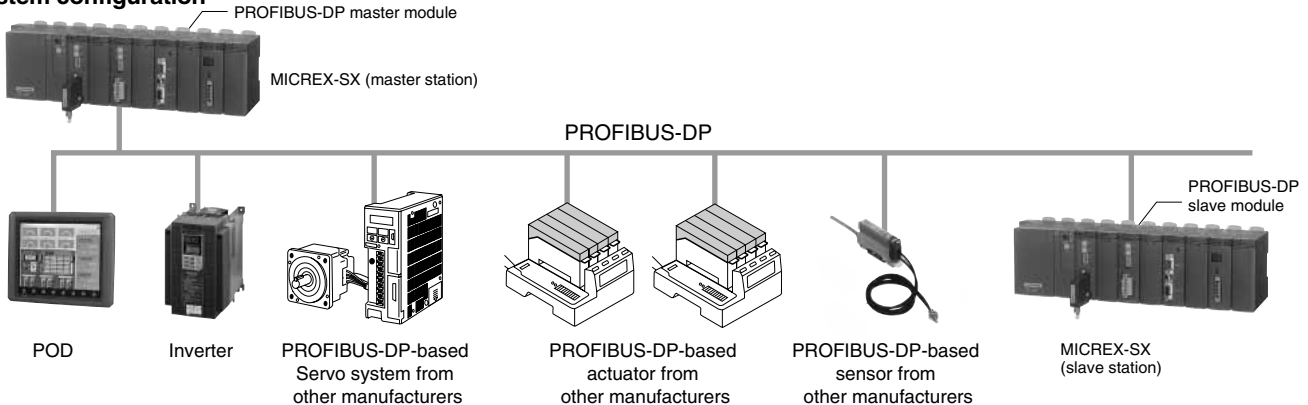 stem configuration
PROFIBUS-DP master module
MICREX-SX (master station)
PROFIBUS-DP
PROFIBUS-DP
slave module
POD
Inverter
PROFIBUS-DP-based
Servo system from
other manufacturers
PROFIBUS-DP-based
actuator from
other manufacturers
PROFIBUS-DP-based
sensor from
other manufacturers
MICREX-SX
(slave station)